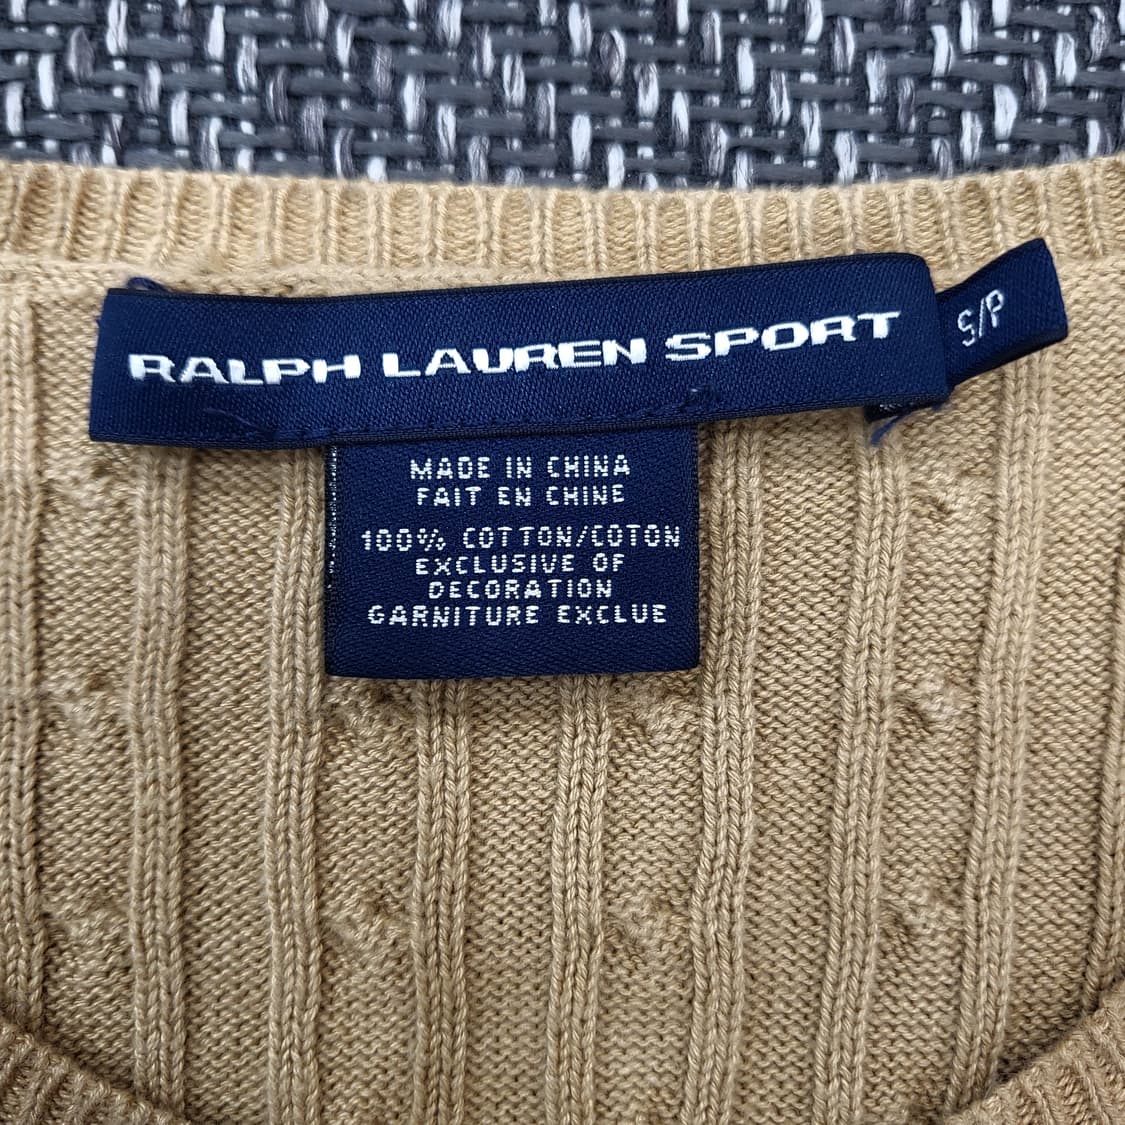 RALPH LAUREN SPORT
S/P
MADE IN CHINA
FAIT EN CHINE
100% COTTON/COTON
EXCLUSIVE OF
DECORATION
GARNITURE EXCLUE